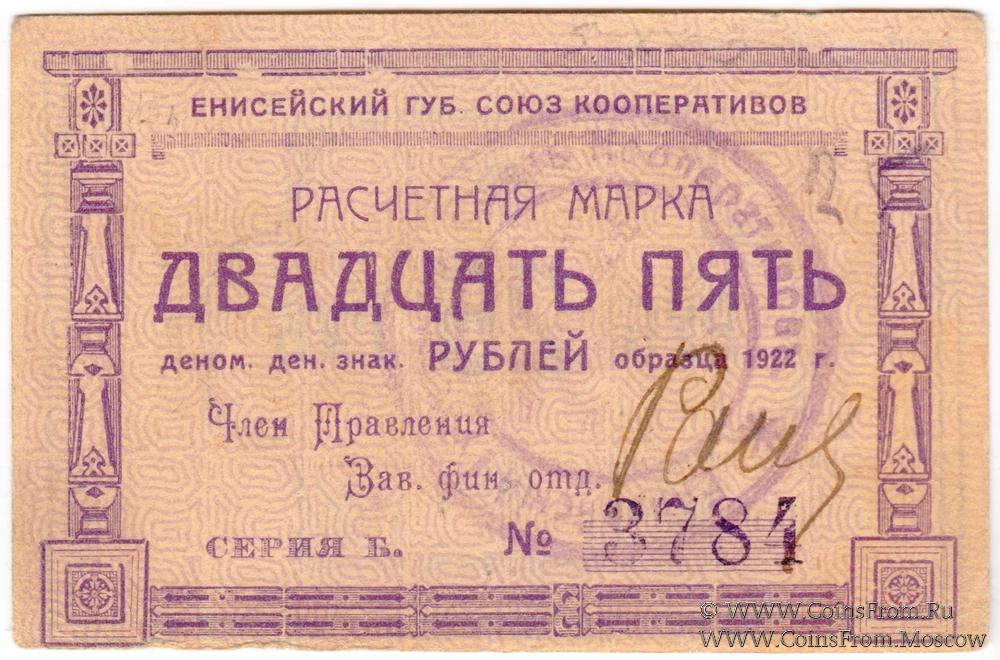 ЕНИСЕЙСКИЙ ГУБ. СОЮЗ КООПЕРАТИВОВ
РАСЧЕТНАЯ МАРКА
ДВАДЦАТЬ ПЯТЬ
деном. ден. знак. РУБЛЕЙ образца 1922 г.
Член Правления
Зав. фин. отд.
СЕРИЯ Б. № 3784
© WWW.COINSFROM.RU
WWW.COINSFROM.MOSCOW